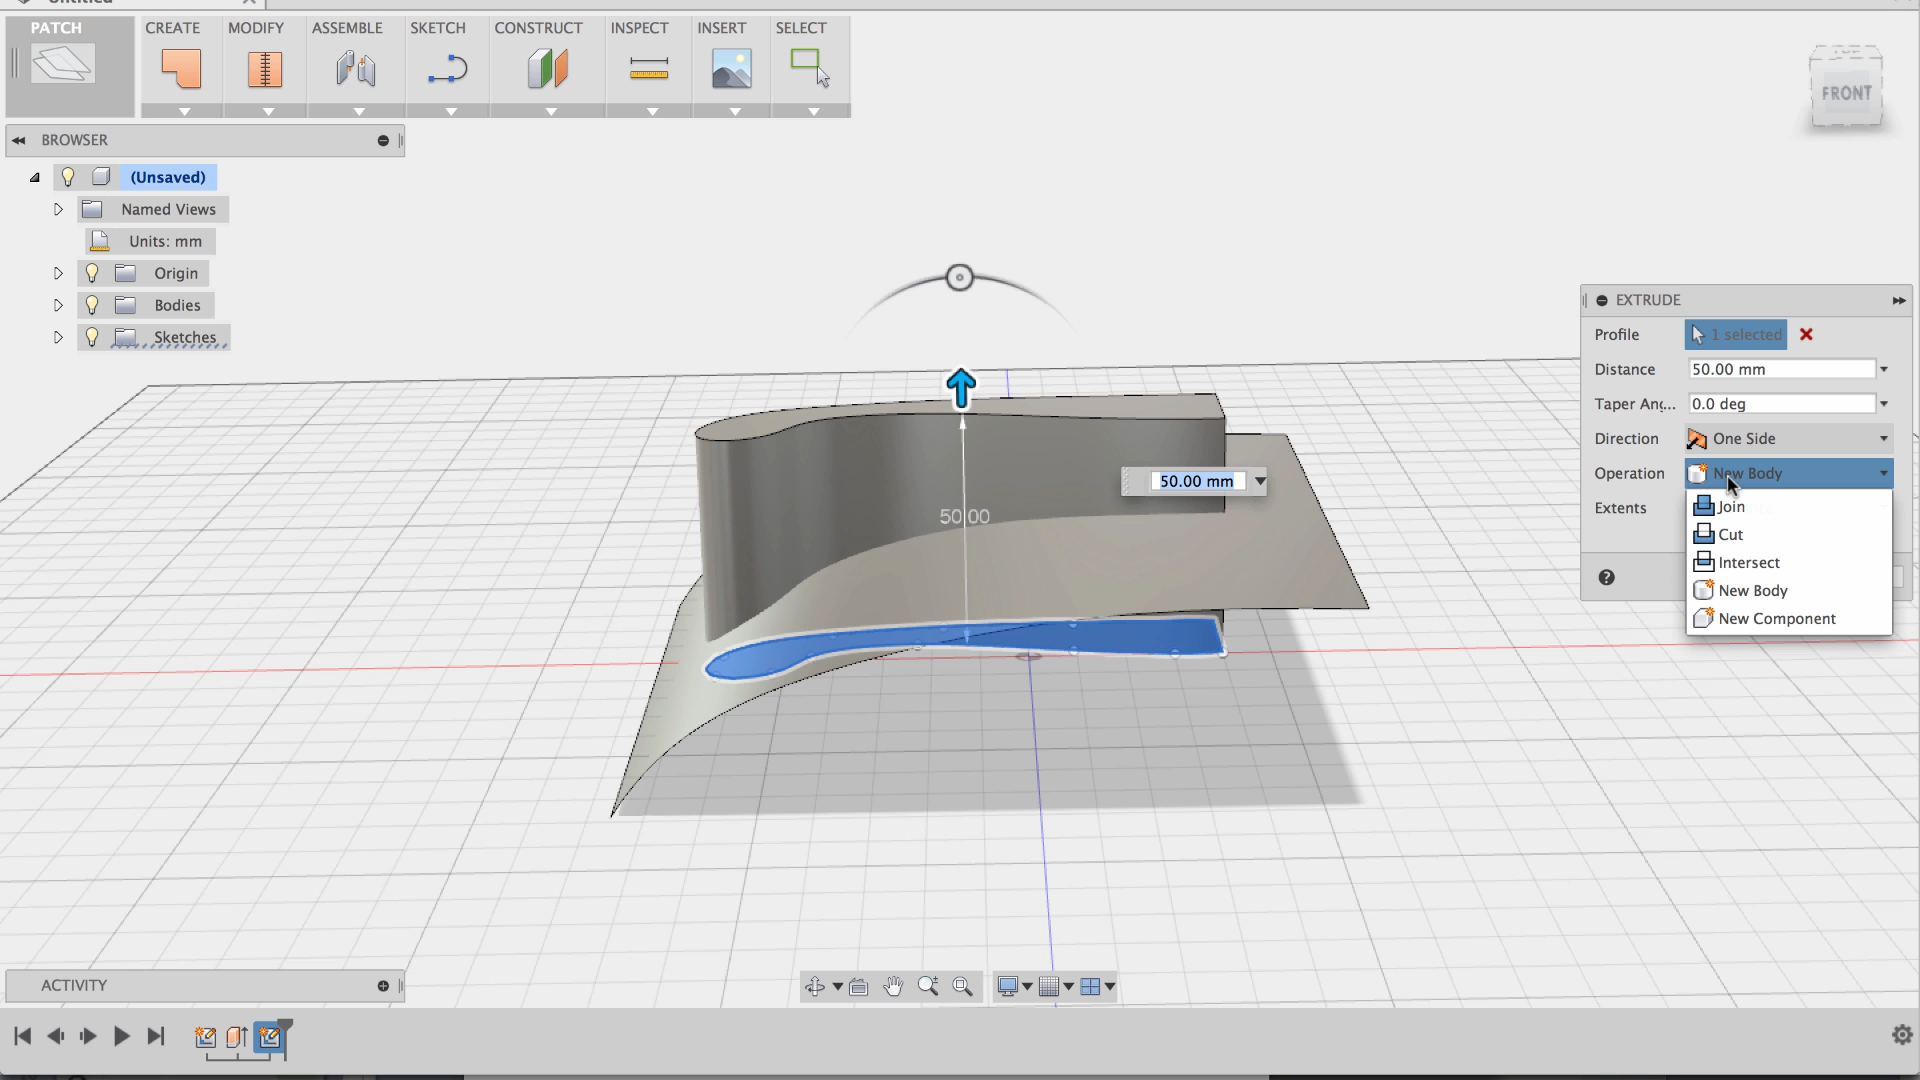 Untitled
PATCH
CREATE
MODIFY
ASSEMBLE
SKETCH
CONSTRUCT
INSPECT
INSERT
SELECT
TOP
FRONT
BROWSER
(Unsaved)
Named Views
Units: mm
Origin
Bodies
Sketches
EXTRUDE
Profile
1 selected
Distance
50.00 mm
Taper Ang...
0.0 deg
Direction
One Side
Operation
New Body
Extents
Join
Cut
Intersect
New Body
New Component
50.00 mm
50.00
ACTIVITY